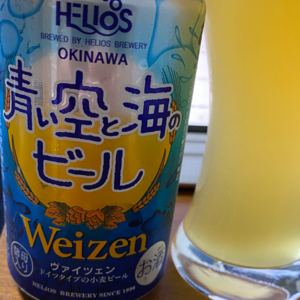 HELIOS
BREWED BY HELIOS BREWERY
OKINAWA
青い空と海の
ビール
Weizen
ヴァイツェン
ドイツタイプの小麦ビール
お酒
HELIOS BREWERY SINCE 1996